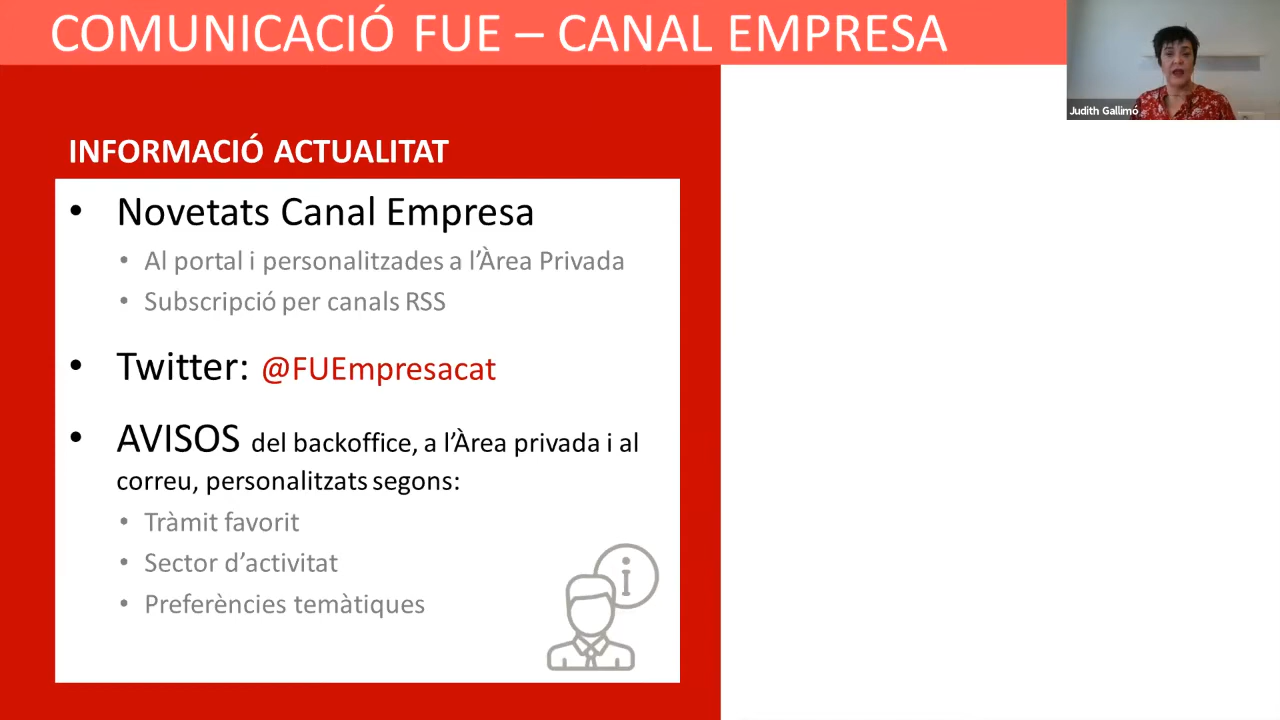 COMUNICACIÓ FUE – CANAL EMPRESA
Judith Gallimó
INFORMACIÓ ACTUALITAT
• Novetats Canal Empresa
• Al portal i personalitzades a l’Àrea Privada
• Subscripció per canals RSS
• Twitter: @FUEmpresacat
• AVISOS del backoffice, a l’Àrea privada i al
correu, personalitzats segons:
• Tràmit favorit
• Sector d’activitat
• Preferències temàtiques